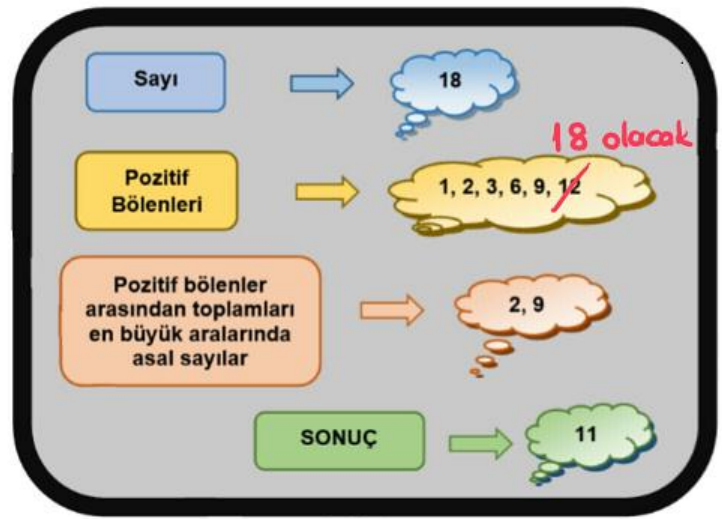 Sayı
18
18 olacak
Pozitif
Bölenleri
1, 2, 3, 6, 9, 12
Pozitif bölenler
arasından toplamları
en büyük aralarında
asal sayılar
2, 9
SONUÇ
11